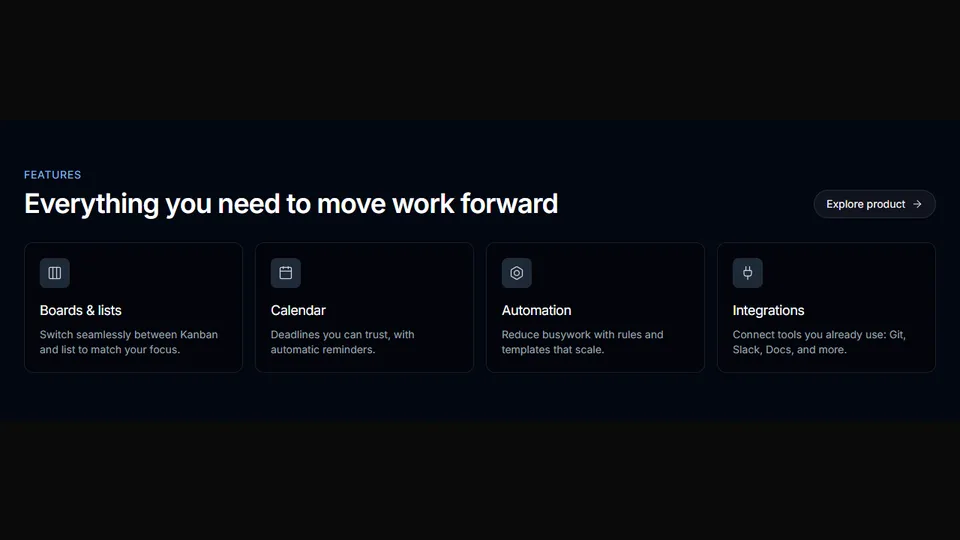 FEATURES
Everything you need to move work forward
Explore product
Boards & lists
Switch seamlessly between Kanban
and list to match your focus.
Calendar
Deadlines you can trust, with
automatic reminders.
Automation
Reduce busywork with rules and
templates that scale.
Integrations
Connect tools you already use: Git,
Slack, Docs, and more.